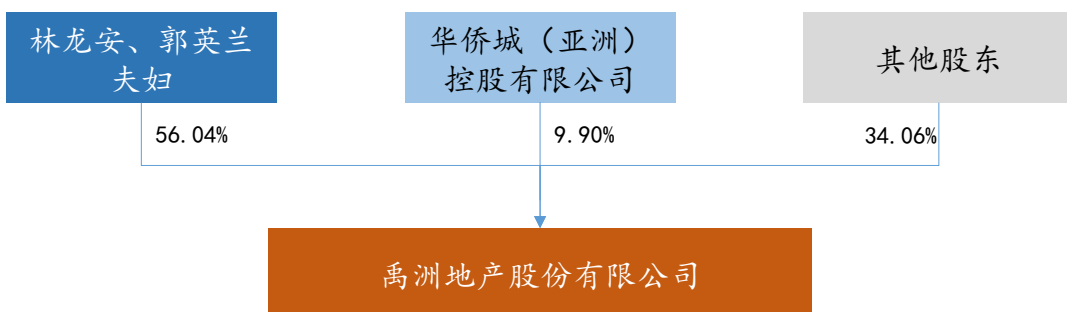 林龙安、郭英兰
夫妇
华侨城（亚洲）
控股有限公司
其他股东
56.04%
9.90%
34.06%
禹洲地产股份有限公司